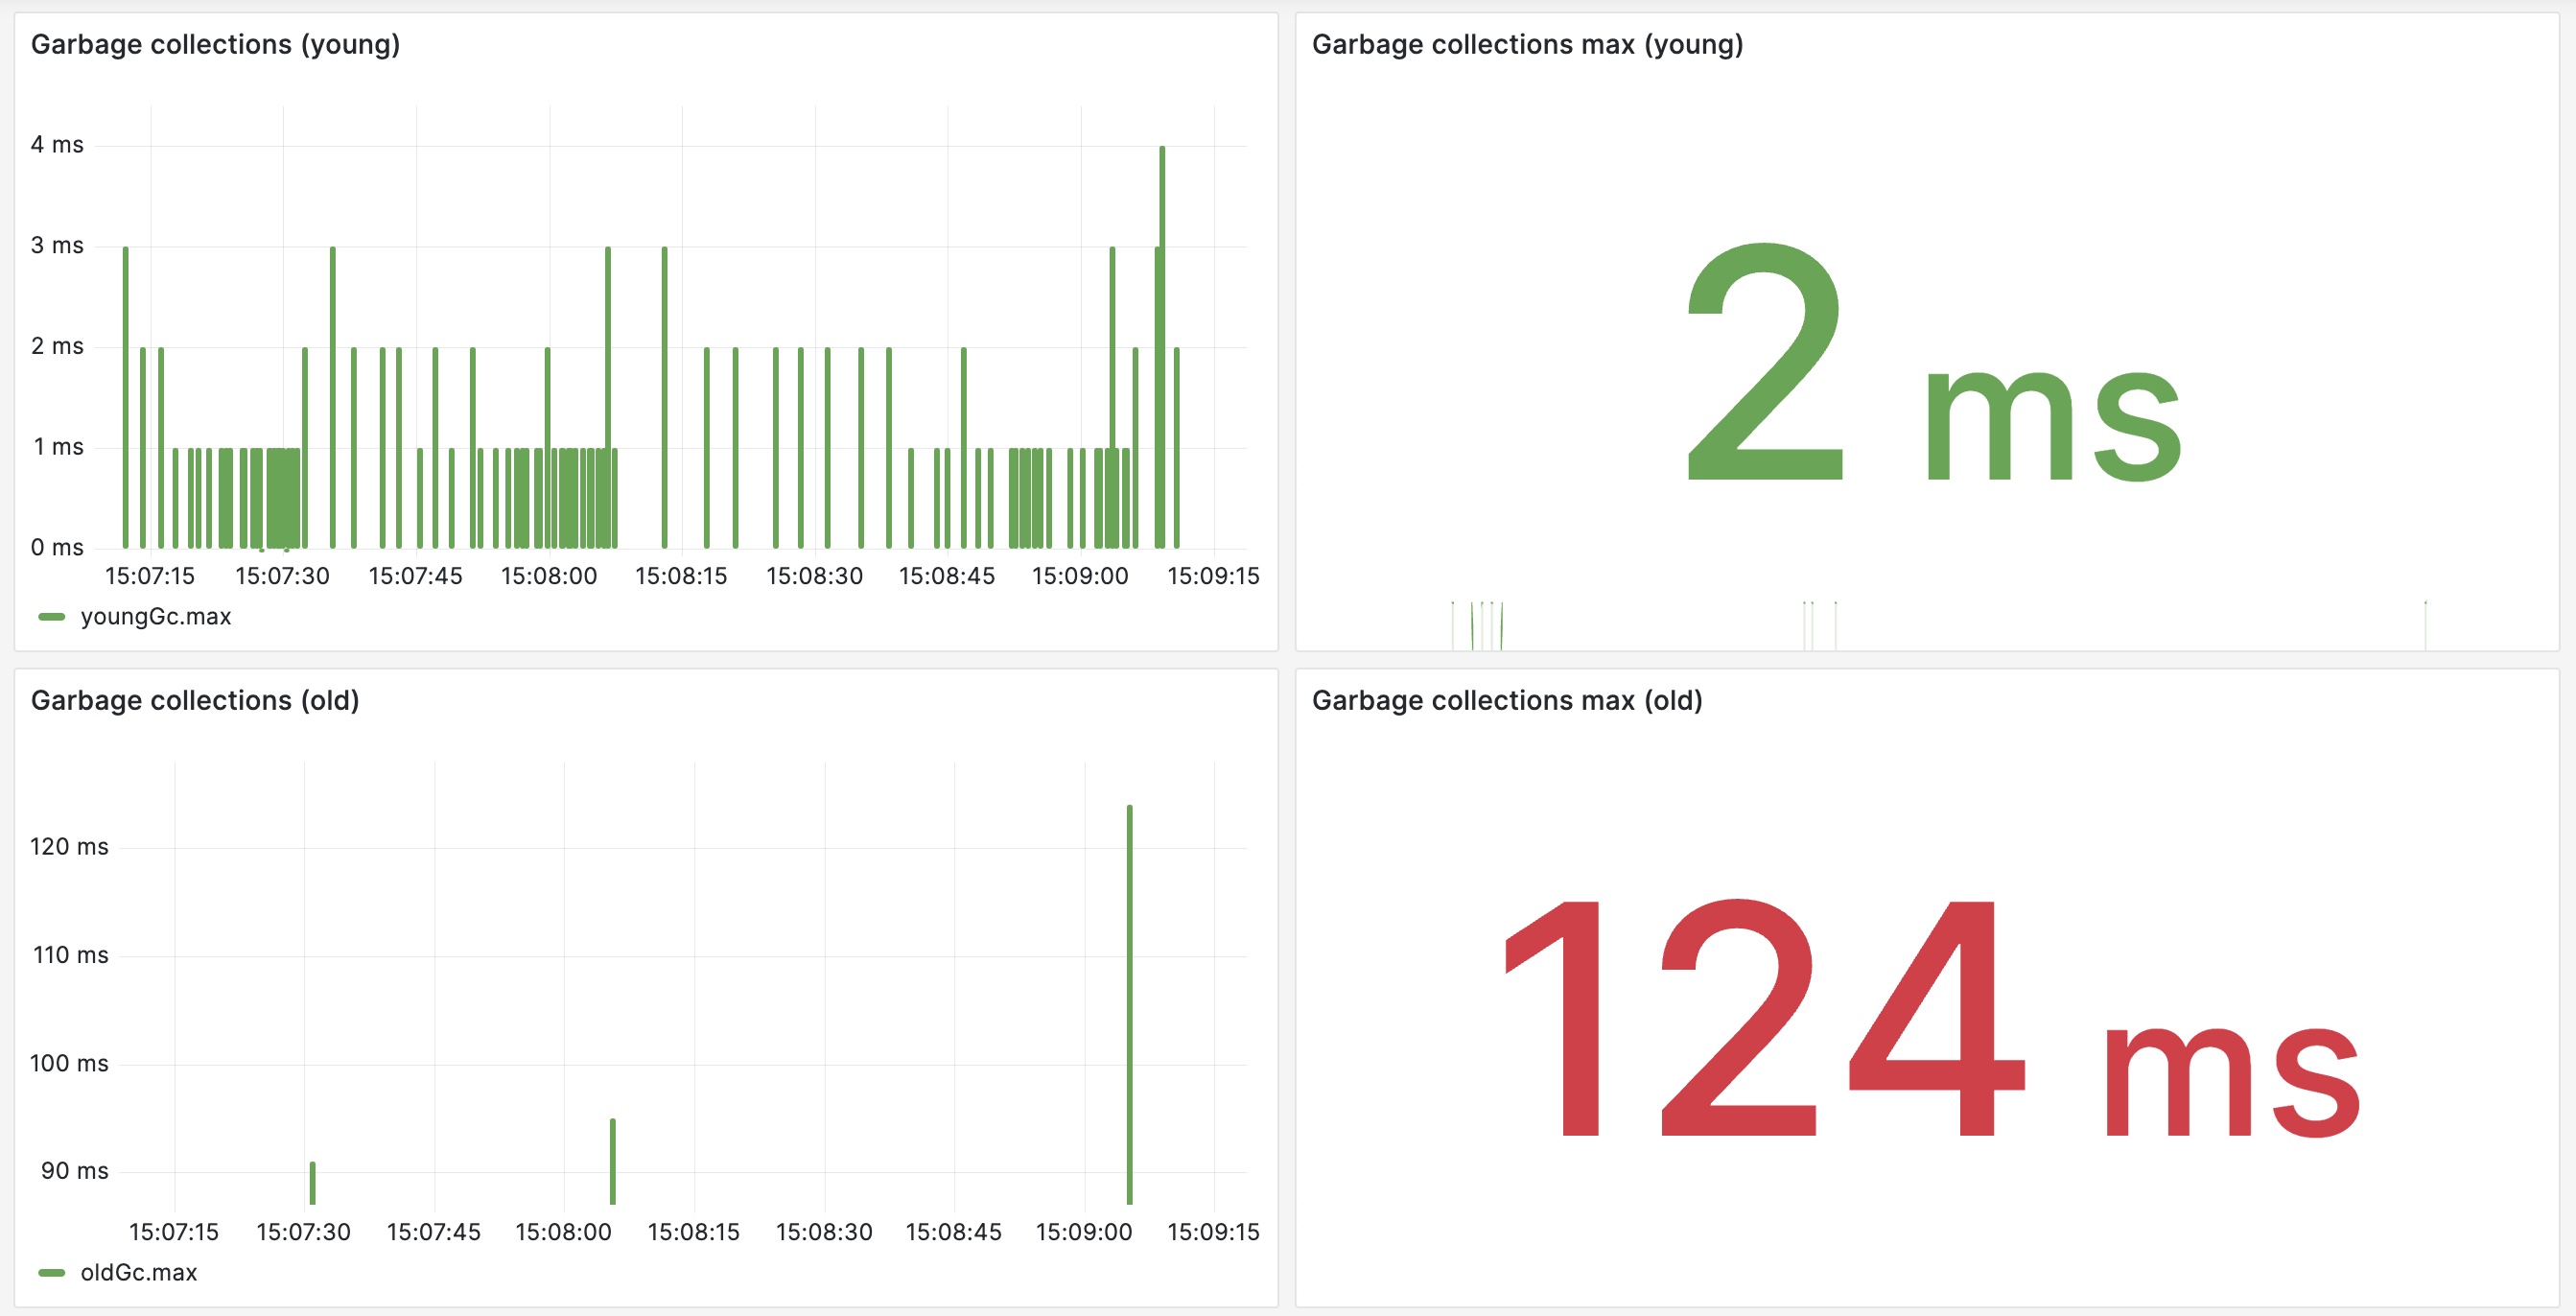 Garbage collections (young)
4 ms
3 ms
2 ms
1 ms
0 ms
15:07:15 15:07:30 15:07:45 15:08:00 15:08:15 15:08:30 15:08:45 15:09:00 15:09:15
youngGc.max
Garbage collections max (young)
2 ms
Garbage collections (old)
120 ms
110 ms
100 ms
90 ms
15:07:15 15:07:30 15:07:45 15:08:00 15:08:15 15:08:30 15:08:45 15:09:00 15:09:15
oldGc.max
Garbage collections max (old)
124 ms